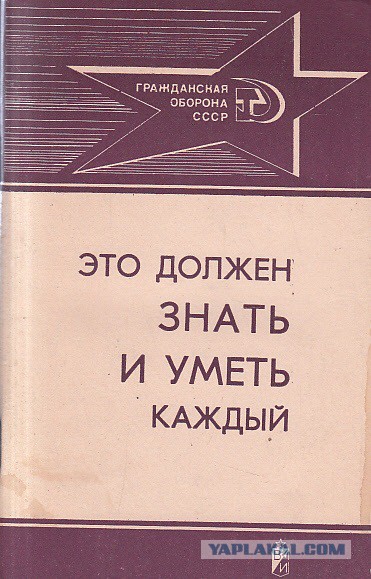 ГРАЖДАНСКАЯ
ОБОРОНА
СССР
ЭТО ДОЛЖЕН
ЗНАТЬ
И УМЕТЬ
КАЖДЫЙ
YAPLAKAL.COM